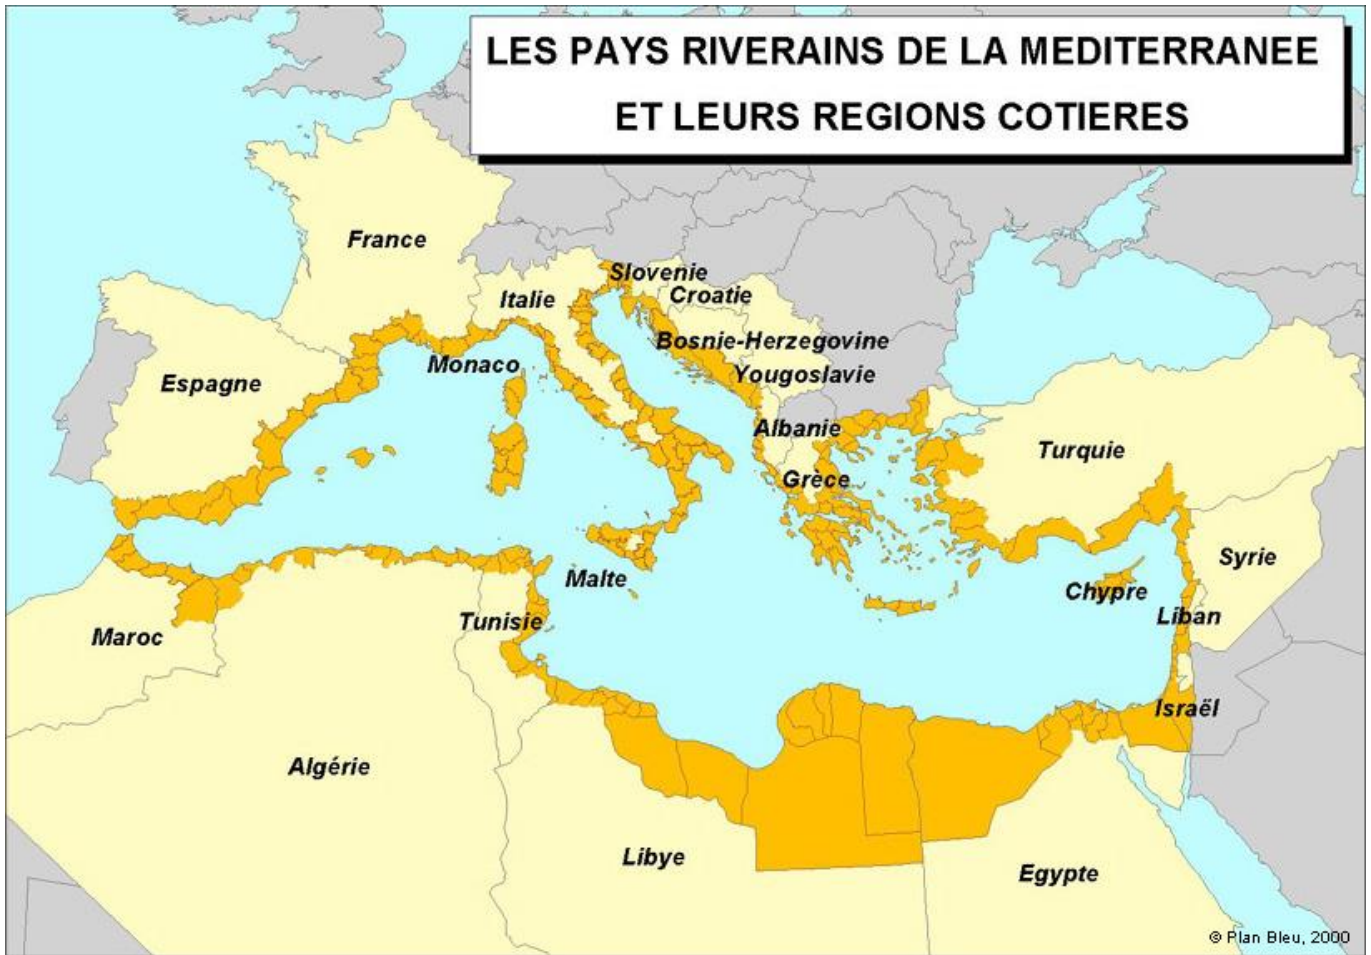 LES PAYS RIVERAINS DE LA MEDITERRANEE
ET LEURS REGIONS COTIERES
France
Slovenie
Italie
Croatie
Bosnie-Herzegovine
Monaco
Yougoslavie
Espagne
Albanie
Turquie
Grèce
Syrie
Malte
Chypre
Liban
Tunisie
Maroc
Israël
Algérie
Libye
Egypte
© Plan Bleu, 2000